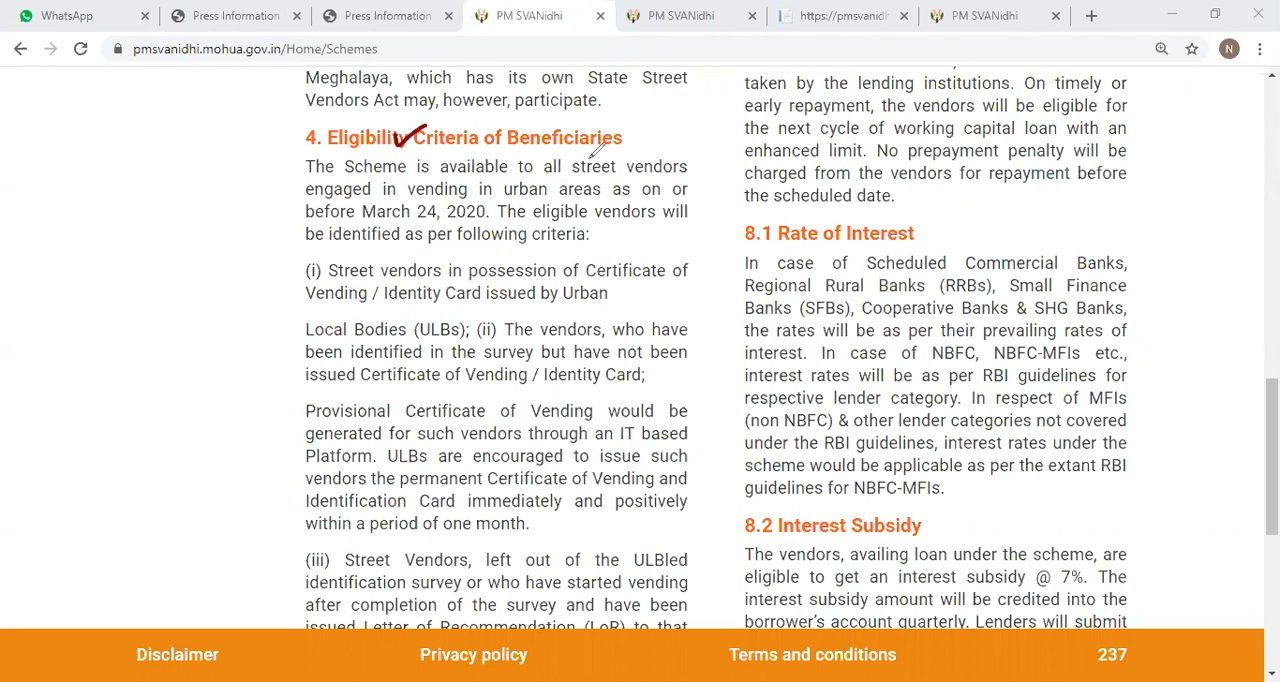 WhatsApp
Press Information
Press Information
PM SVANidhi
PM SVANidhi
https://pmsvanidh
PM SVANidhi
pmsvanidhi.mohua.gov.in/Home/Schemes
N
Meghalaya, which has its own State Street
Vendors Act may, however, participate.
4. Eligibility Criteria of Beneficiaries
The Scheme is available to all street vendors
engaged in vending in urban areas as on or
before March 24, 2020. The eligible vendors will
be identified as per following criteria:
(i) Street vendors in possession of Certificate of
Vending / Identity Card issued by Urban
Local Bodies (ULBs); (ii) The vendors, who have
been identified in the survey but have not been
issued Certificate of Vending / Identity Card;
Provisional Certificate of Vending would be
generated for such vendors through an IT based
Platform. ULBs are encouraged to issue such
vendors the permanent Certificate of Vending and
Identification Card immediately and positively
within a period of one month.
(iii) Street Vendors, left out of the ULBled
identification survey or who have started vending
after completion of the survey and have been
issued Letter of Recommendation (LoR) to that
taken by the lending institutions. On timely or
early repayment, the vendors will be eligible for
the next cycle of working capital loan with an
enhanced limit. No prepayment penalty will be
charged from the vendors for repayment before
the scheduled date.
8.1 Rate of Interest
In case of Scheduled Commercial Banks,
Regional Rural Banks (RRBs), Small Finance
Banks (SFBs), Cooperative Banks & SHG Banks,
the rates will be as per their prevailing rates of
interest. In case of NBFC, NBFC-MFIs etc.,
interest rates will be as per RBI guidelines for
respective lender category. In respect of MFIs
(non NBFC) & other lender categories not covered
under the RBI guidelines, interest rates under the
scheme would be applicable as per the extant RBI
guidelines for NBFC-MFIs.
8.2 Interest Subsidy
The vendors, availing loan under the scheme, are
eligible to get an interest subsidy @ 7%. The
interest subsidy amount will be credited into the
borrower's account quarterly. Lenders will submit
Disclaimer
Privacy policy
Terms and conditions
237